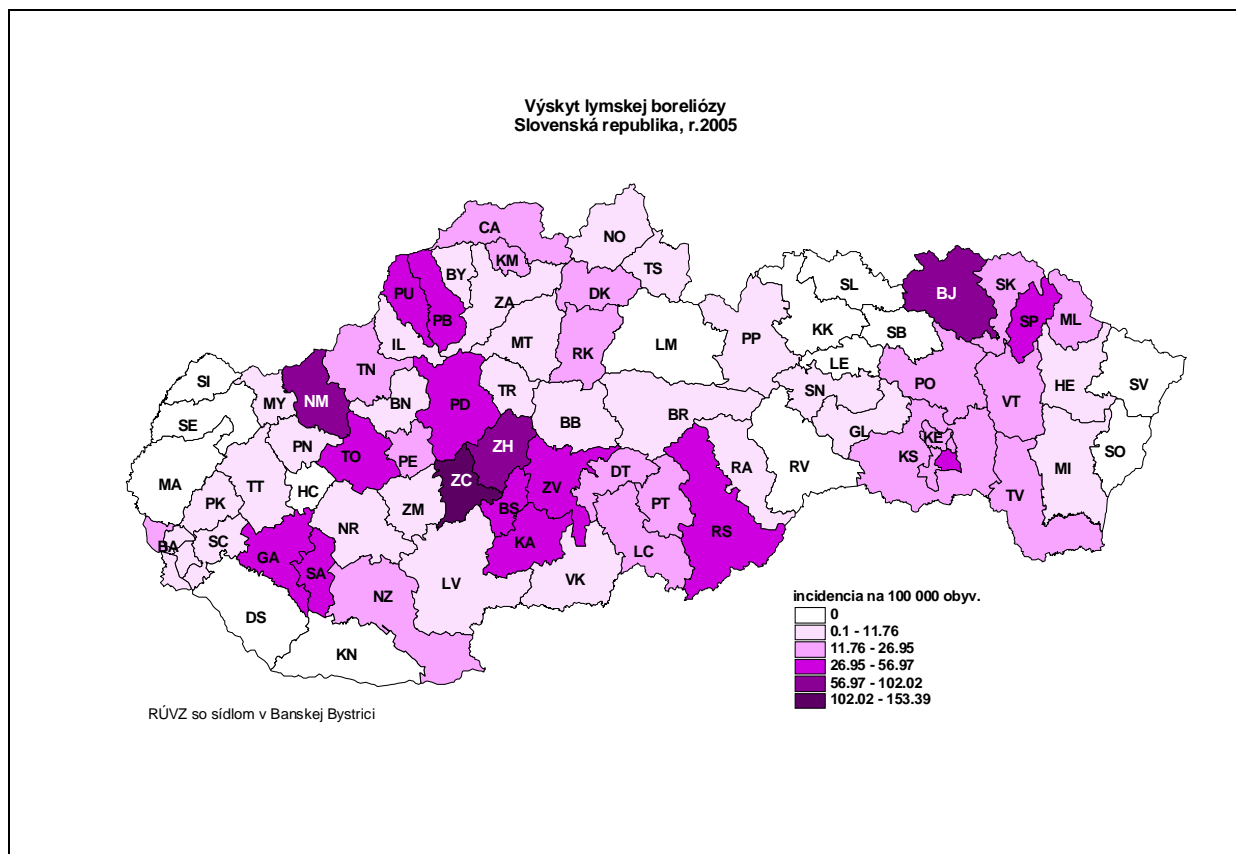 Výskyt lymskej boreliózy
Slovenská republika, r.2005
CA
NO
KM
TS
BY
PU
DK
SL
SK
BJ
ZA
PB
SP
ML
KK
SB
IL
MT
RK
LM
PP
LE
TN
SI
TR
SN
PO
HE
SV
MY
NM
BN
PD
BR
VT
SE
BB
GL
KE
PN
ZH
TO
PE
SO
KS
MI
DT
RA
RV
ZC
MA
TT
HC
ZV
TV
PK
ZM
BS
PT
NR
KA
RS
BA
SC
GA
LC
SA
LV
VK
NZ
DS
KN
incidencia na 100 000 obyv.
0
0.1 - 11.76
11.76 - 26.95
26.95 - 56.97
56.97 - 102.02
102.02 - 153.39
RÚVZ so sídlom v Banskej Bystrici